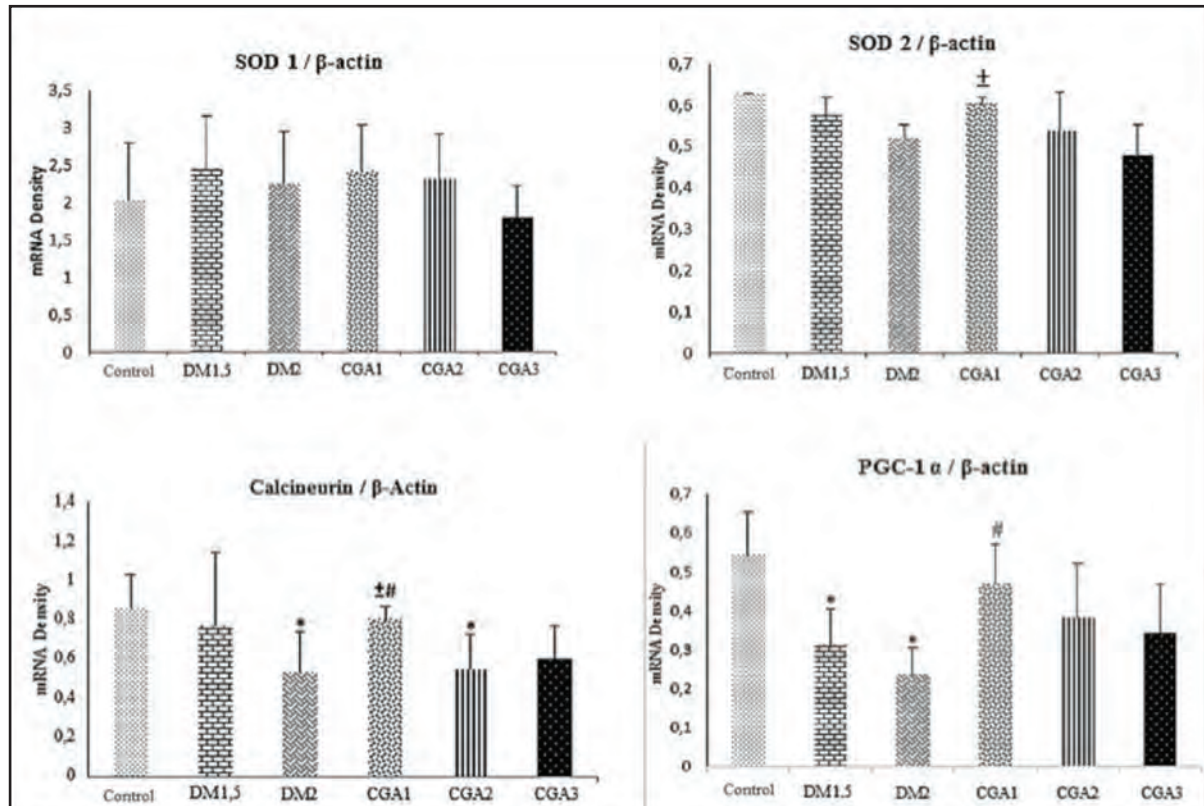 SOD 1 / β-actin
mRNA Density
3,5
3
2,5
2
1,5
1
0,5
0
Control DM1,5 DM2 CGA1 CGA2 CGA3
SOD 2 / β-actin
mRNA Density
0,7
0,6
0,5
0,4
0,3
0,2
0,1
0
±
Control DM1,5 DM2 CGA1 CGA2 CGA3
Calcineurin / β-Actin
mRNA Density
1,4
1,2
1
0,8
0,6
0,4
0,2
0
* ±# *
Control DM1,5 DM2 CGA1 CGA2 CGA3
PGC-1 α / β-actin
mRNA Density
0,7
0,6
0,5
0,4
0,3
0,2
0,1
0
* * #
Control DM1,5 DM2 CGA1 CGA2 CGA3